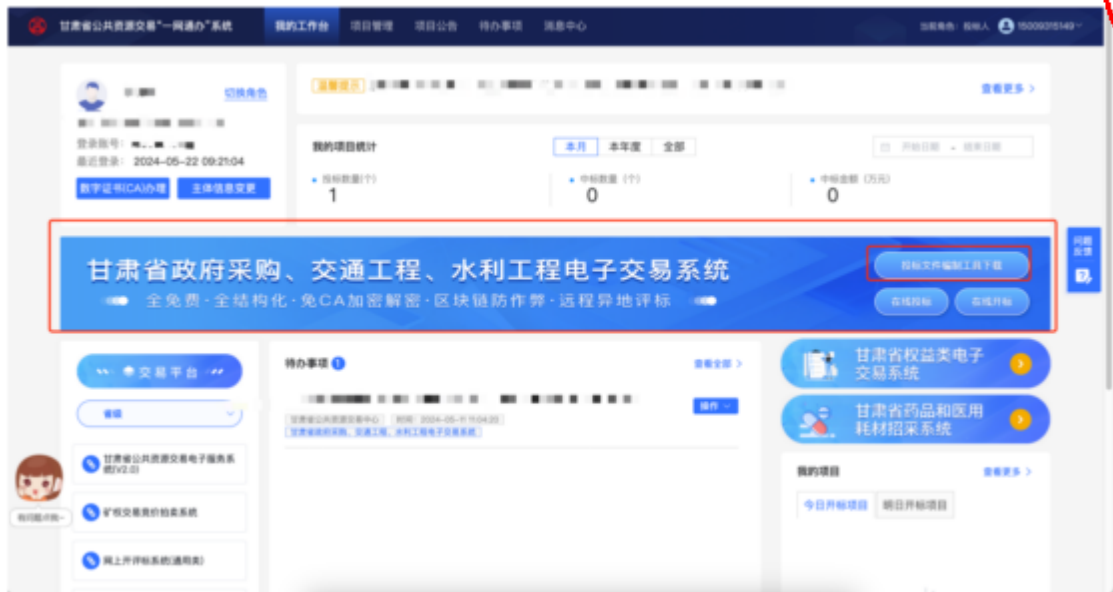 甘肃省公共资源交易“一网通办”系统 我的工作台 项目管理 项目公告 待办事项 消息中心 当前角色：投标人 15009315149
切换角色
温馨提示
查看更多 >
登录账号：
最近登录： 2024-05-22 09:21:04
数字证书(CA)办理 主体信息变更
我的项目统计 本月 本年度 全部 开始日期 - 结束日期
投标数量(个) 中标数量（个） 中标金额（万元）
1 0 0
甘肃省政府采购、交通工程、水利工程电子交易系统
全免费·全结构化·免CA加密解密·区块链防作弊·远程异地评标
投标文件编制工具下载
在线投标 在线开标
问题
反馈
交易平台
省级
甘肃省公共资源交易电子服务系
统(V2.0)
矿权交易竞价拍卖系统
网上开评标系统(通用类)
有问题点我~
待办事项 1 查看全部 >
操作
甘肃省公共资源交易中心 时间：2024-05-11 11:04:20
甘肃省政府采购、交通工程、水利工程电子交易系统
甘肃省权益类电子
交易系统
甘肃省药品和医用
耗材招采系统
我的项目 查看更多 >
今日开标项目 明日开标项目